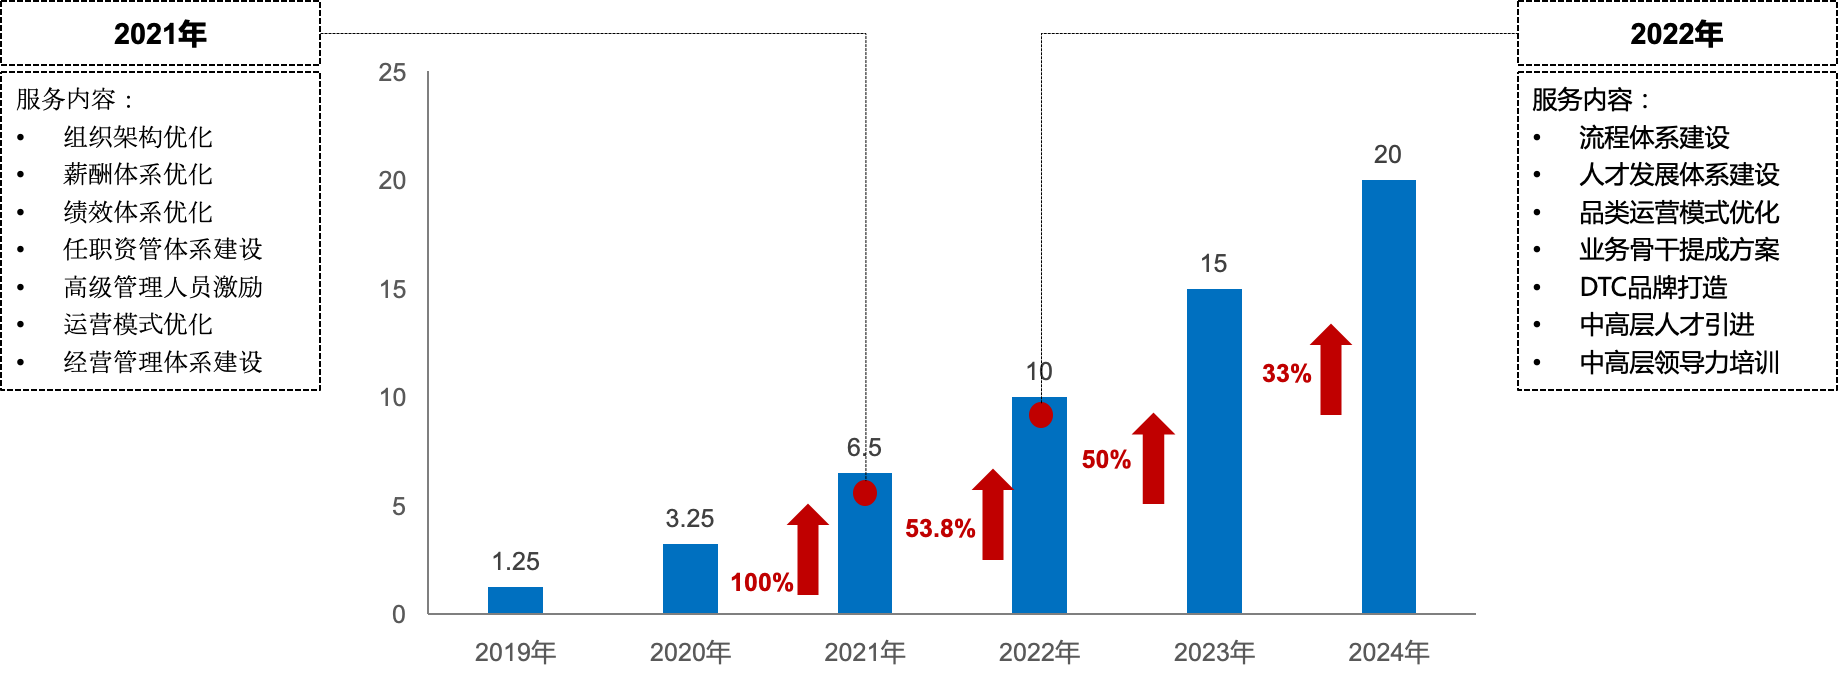 2021年
服务内容：
• 组织架构优化
• 薪酬体系优化
• 绩效体系优化
• 任职资管体系建设
• 高级管理人员激励
• 运营模式优化
• 经营管理体系建设
25
20
15
10
5
0
1.25
3.25
6.5
10
15
20
100%
53.8%
50%
33%
2019年
2020年
2021年
2022年
2023年
2024年
2022年
服务内容：
• 流程体系建设
• 人才发展体系建设
• 品类运营模式优化
• 业务骨干提成方案
• DTC品牌打造
• 中高层人才引进
• 中高层领导力培训